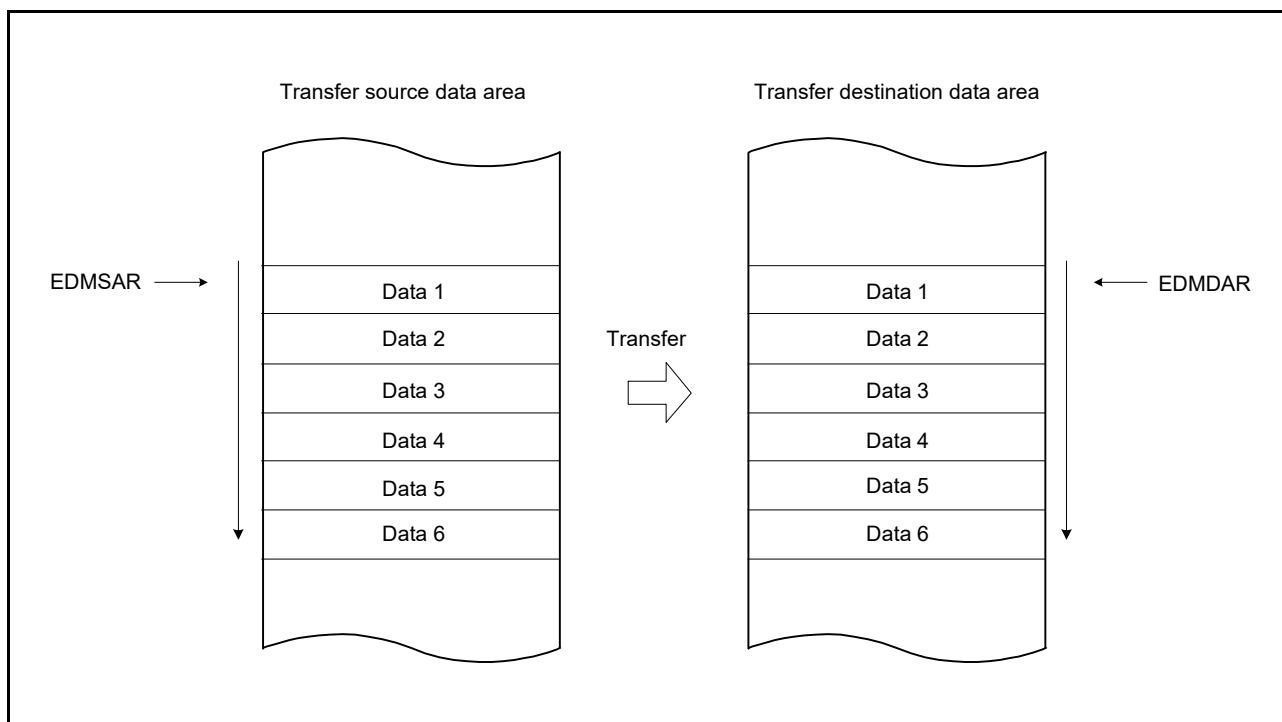 Transfer source data area
Transfer destination data area
EDMSAR
Data 1
Data 2
Data 3
Data 4
Data 5
Data 6
Transfer
Data 1
Data 2
Data 3
Data 4
Data 5
Data 6
EDMDAR